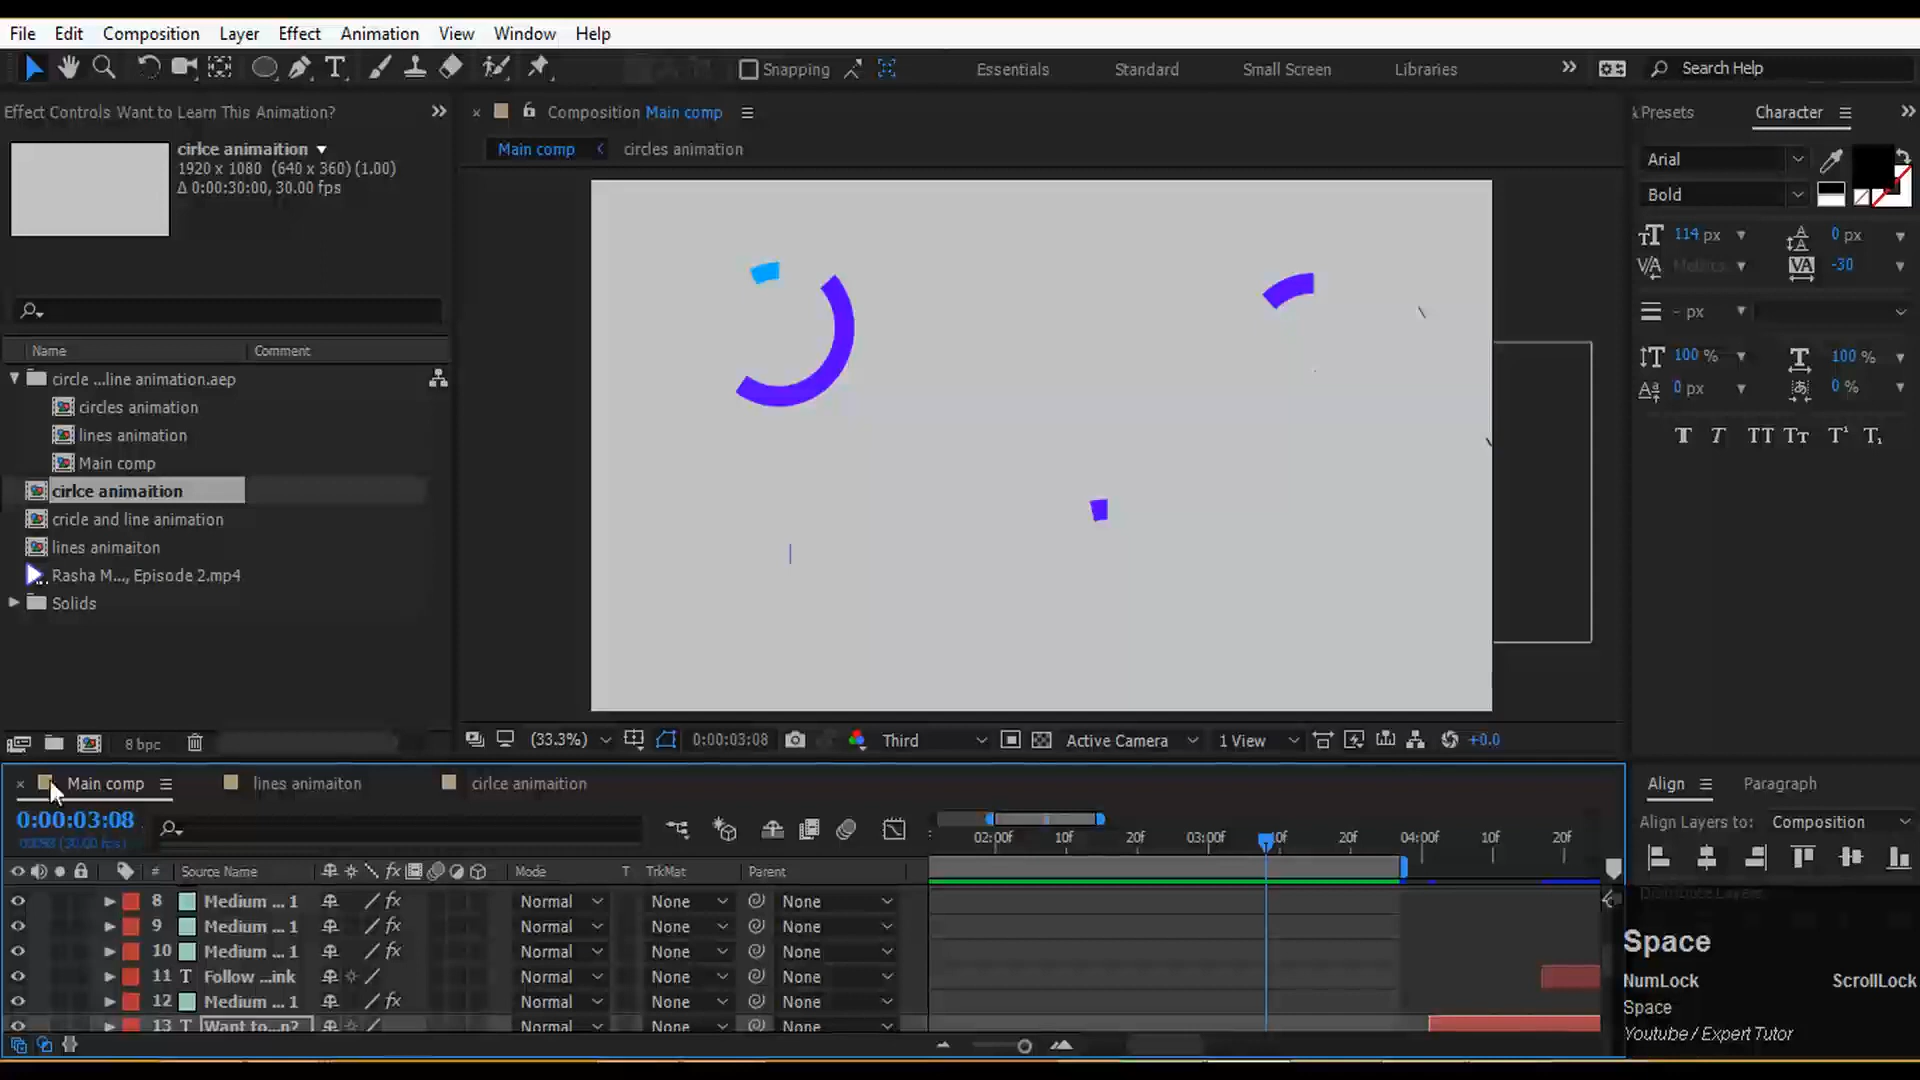 File Edit Composition Layer Effect Animation View Window Help
Snapping Essentials Standard Small Screen Libraries Search Help
Effect Controls Want to Learn This Animation?
cirlce animaition
1920 x 1080 (640 x 360) (1.00)
Δ 0:00:30:00, 30.00 fps
Name Comment
circle ...line animation.aep
circles animation
lines animation
Main comp
cirlce animaition
cricle and line animation
lines animaiton
Rasha M..., Episode 2.mp4
Solids
8 bpc
Composition Main comp
Main comp circles animation
(33.3%) 0:00:03:08 Third Active Camera 1 View +0.0
Presets Character
Arial
Bold
114 px 0 px
Metrics -30
- px
100 % 100 %
0 px 0 %
Main comp lines animaiton cirlce animaition
0:00:03:08
02:00f 10f 20f 03:00f 10f 20f 04:00f 10f 20f
# Source Name Mode T TrkMat Parent
8 Medium ... 1 Normal None None
9 Medium ... 1 Normal None None
10 Medium ... 1 Normal None None
11 T Follow ...ink Normal None None
12 Medium ... 1 Normal None None
13 T Want to...n? Normal None None
Align Paragraph
Align Layers to: Composition
Distribute Layers
Space
NumLock ScrollLock
Space
Youtube / Expert Tutor